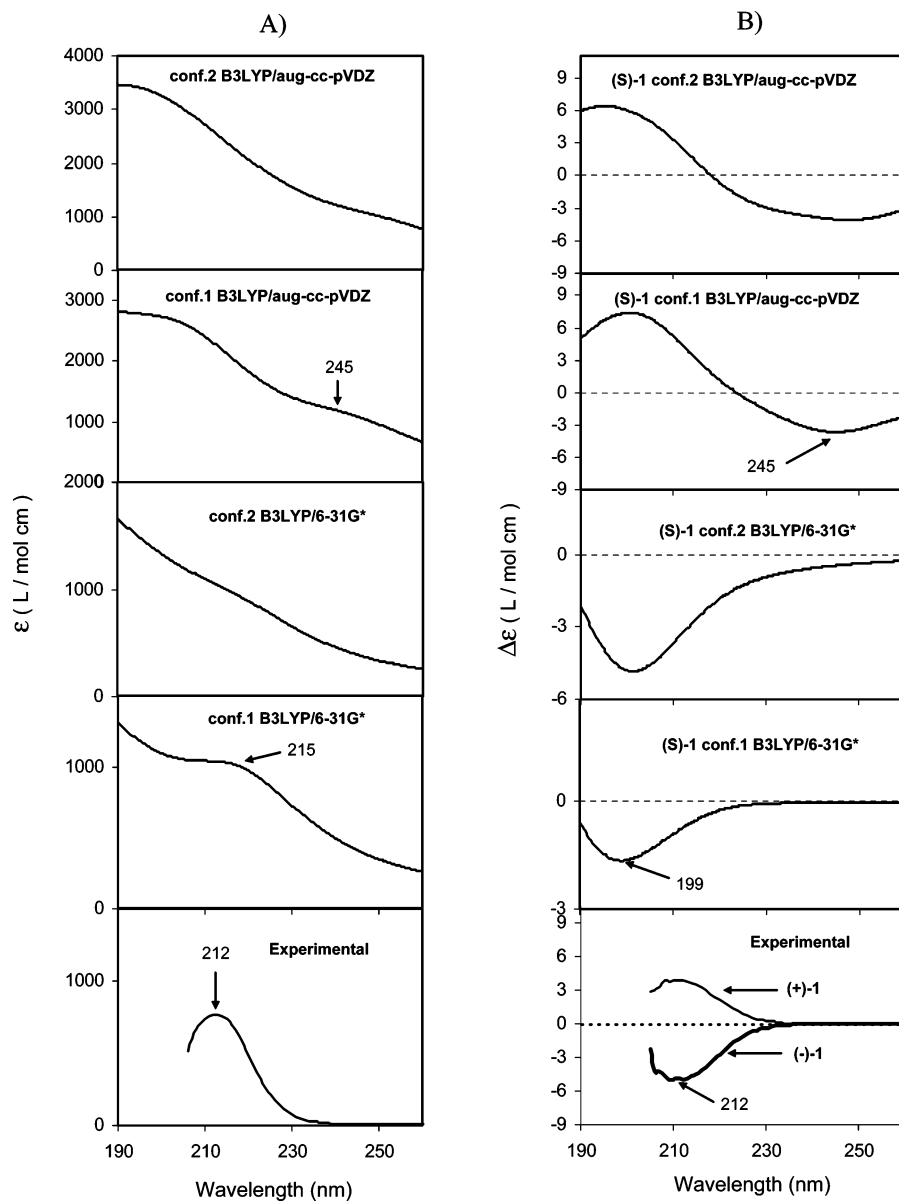 A)
ε ( L / mol cm )
4000
3000
2000
1000
0
conf.2 B3LYP/aug-cc-pVDZ
3000
2000
1000
conf.1 B3LYP/aug-cc-pVDZ
245
2000
0
1000
0
conf.2 B3LYP/6-31G*
1000
0
conf.1 B3LYP/6-31G*
215
1000
0
Experimental
212
190 210 230 250
Wavelength (nm)
B)
Δε ( L / mol cm )
9
6
3
0
-3
-6
-9
(S)-1 conf.2 B3LYP/aug-cc-pVDZ
9
6
3
0
-3
-6
-9
(S)-1 conf.1 B3LYP/aug-cc-pVDZ
245
0
-3
-6
(S)-1 conf.2 B3LYP/6-31G*
0
-3
(S)-1 conf.1 B3LYP/6-31G*
199
9
6
3
0
-3
-6
-9
Experimental
(+)-1
(-)-1
212
190 210 230 250
Wavelength (nm)